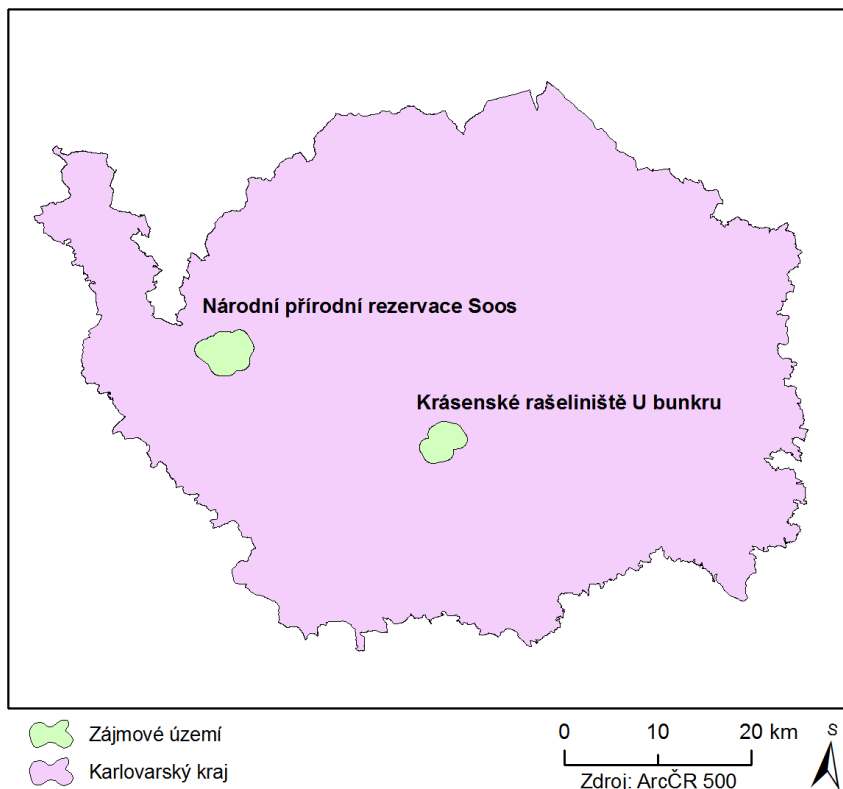 Národní přírodní rezervace Soos
Krásenské rašeliniště U bunkru
Zájmové území
Karlovarský kraj
0 10 20 km
S
Zdroj: ArcČR 500